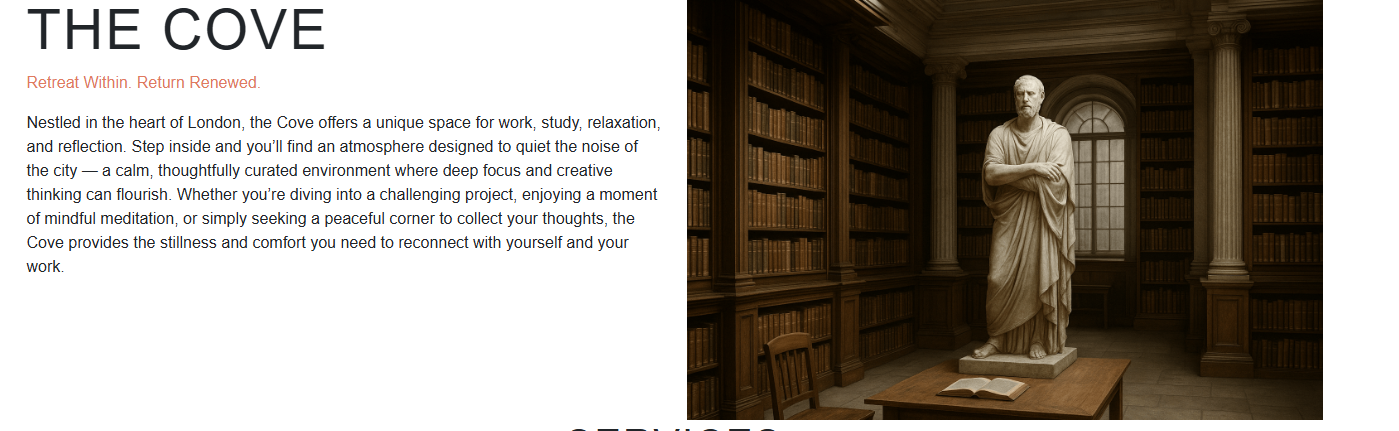 THE COVE
Retreat Within. Return Renewed.
Nestled in the heart of London, the Cove offers a unique space for work, study, relaxation,
and reflection. Step inside and you’ll find an atmosphere designed to quiet the noise of
the city — a calm, thoughtfully curated environment where deep focus and creative
thinking can flourish. Whether you’re diving into a challenging project, enjoying a moment
of mindful meditation, or simply seeking a peaceful corner to collect your thoughts, the
Cove provides the stillness and comfort you need to reconnect with yourself and your
work.
SERVICES